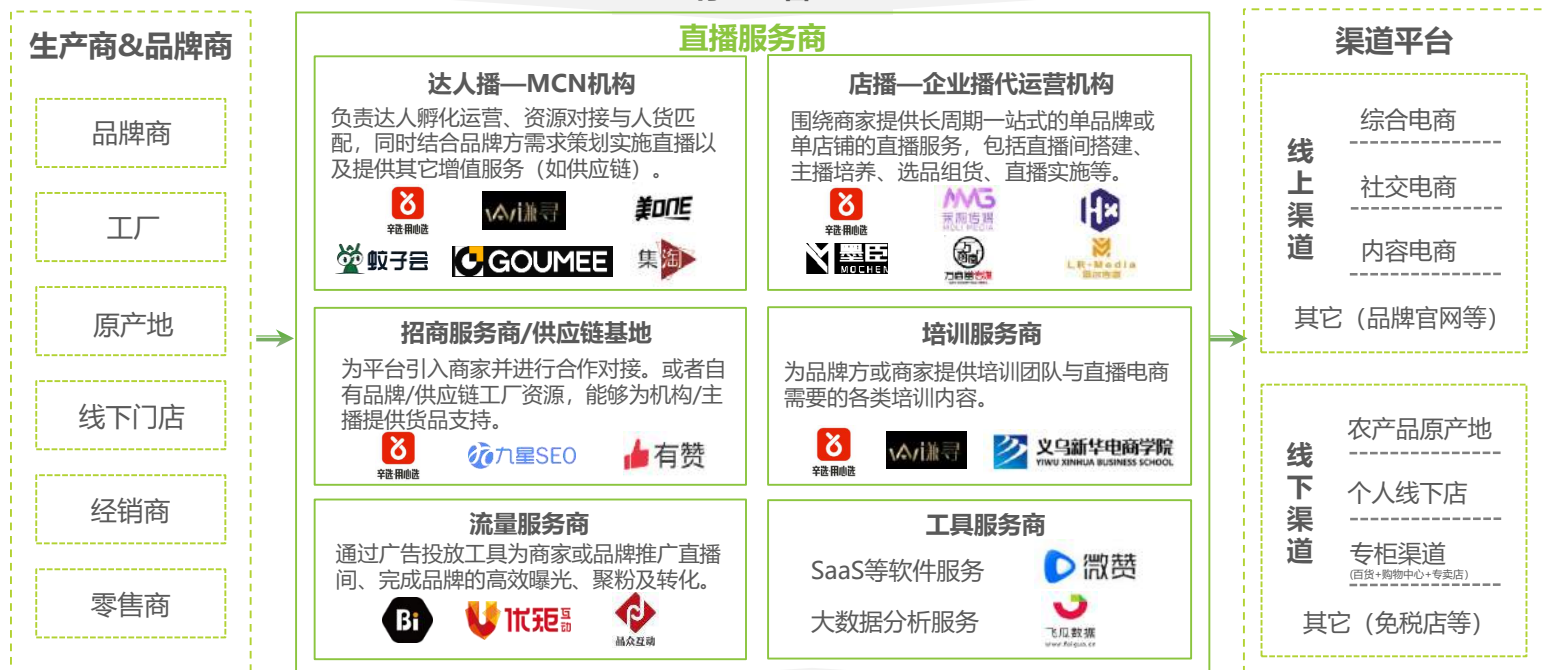 生产商&品牌商
品牌商
工厂
原产地
线下门店
经销商
零售商
直播服务商
达人播—MCN机构
负责达人孵化运营、资源对接与人货匹
配，同时结合品牌方需求策划实施直播以
及提供其它增值服务（如供应链）。
辛选·用心选
谦寻
美ONE
蚊子会
GOUMEE
集淘
店播—企业播代运营机构
围绕商家提供长周期一站式的单品牌或
单店铺的直播服务，包括直播间搭建、
主播培养、选品组货、直播实施等。
辛选·用心选
HOLI MEDIA
墨臣
MOCHEN
LR-Media
招商服务商/供应链基地
为平台引入商家并进行合作对接。或者自
有品牌/供应链工厂资源，能够为机构/主
播提供货品支持。
辛选·用心选
九星SEO
有赞
培训服务商
为品牌方或商家提供培训团队与直播电商
需要的各类培训内容。
辛选·用心选
谦寻
义乌新华电商学院
YIWU XINHUA BUSINESS SCHOOL
流量服务商
通过广告投放工具为商家或品牌推广直播
间、完成品牌的高效曝光、聚粉及转化。
Bi
优矩互动
晶众互动
工具服务商
SaaS等软件服务
微赞
大数据分析服务
飞瓜数据
渠道平台
线上渠道
综合电商
社交电商
内容电商
其它（品牌官网等）
线下渠道
农产品原产地
个人线下店
专柜渠道
(百货+购物中心+专卖店)
其它（免税店等）